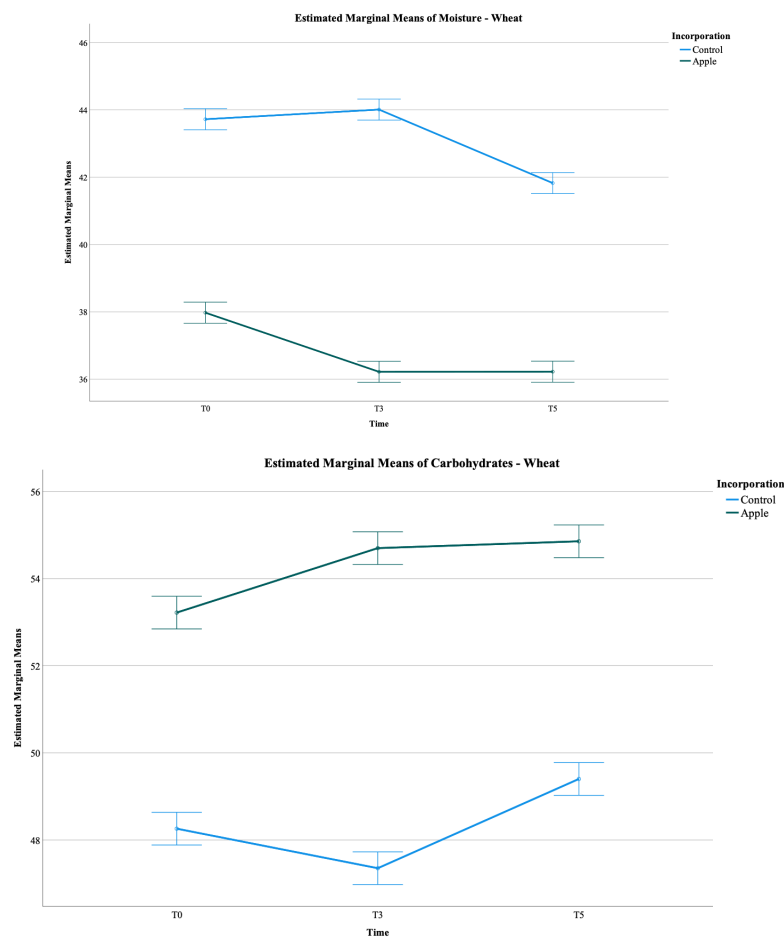 Estimated Marginal Means of Moisture - Wheat
Incorporation
Control
Apple
Estimated Marginal Means
46
44
42
40
38
36
T0 T3 T5
Time
Estimated Marginal Means of Carbohydrates - Wheat
Incorporation
Control
Apple
Estimated Marginal Means
56
54
52
50
48
T0 T3 T5
Time